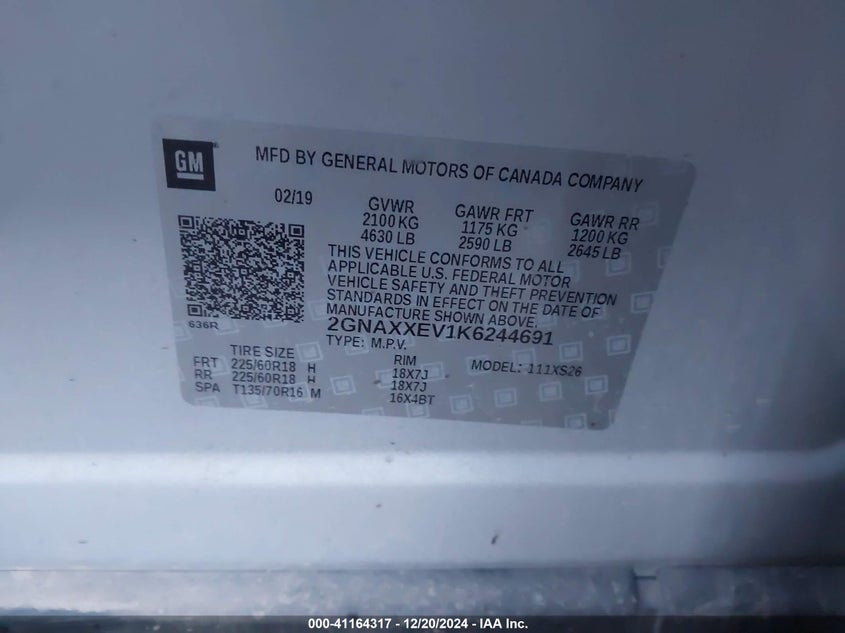 GM
MFD BY GENERAL MOTORS OF CANADA COMPANY
02/19
GVWR
2100 KG
4630 LB
GAWR FRT
1175 KG
2590 LB
GAWR RR
1200 KG
2645 LB
THIS VEHICLE CONFORMS TO ALL
APPLICABLE U.S. FEDERAL MOTOR
VEHICLE SAFETY AND THEFT PREVENTION
STANDARDS IN EFFECT ON THE DATE OF
MANUFACTURE SHOWN ABOVE.
636R
2GNAXXEV1K6244691
TYPE: M.P.V.
MODEL: 111XS26
TIRE SIZE
RIM
FRT 225/60R18 H 18X7J
RR 225/60R18 H 18X7J
SPA T135/70R16 M 16X4BT
000-41164317 - 12/20/2024 - IAA Inc.